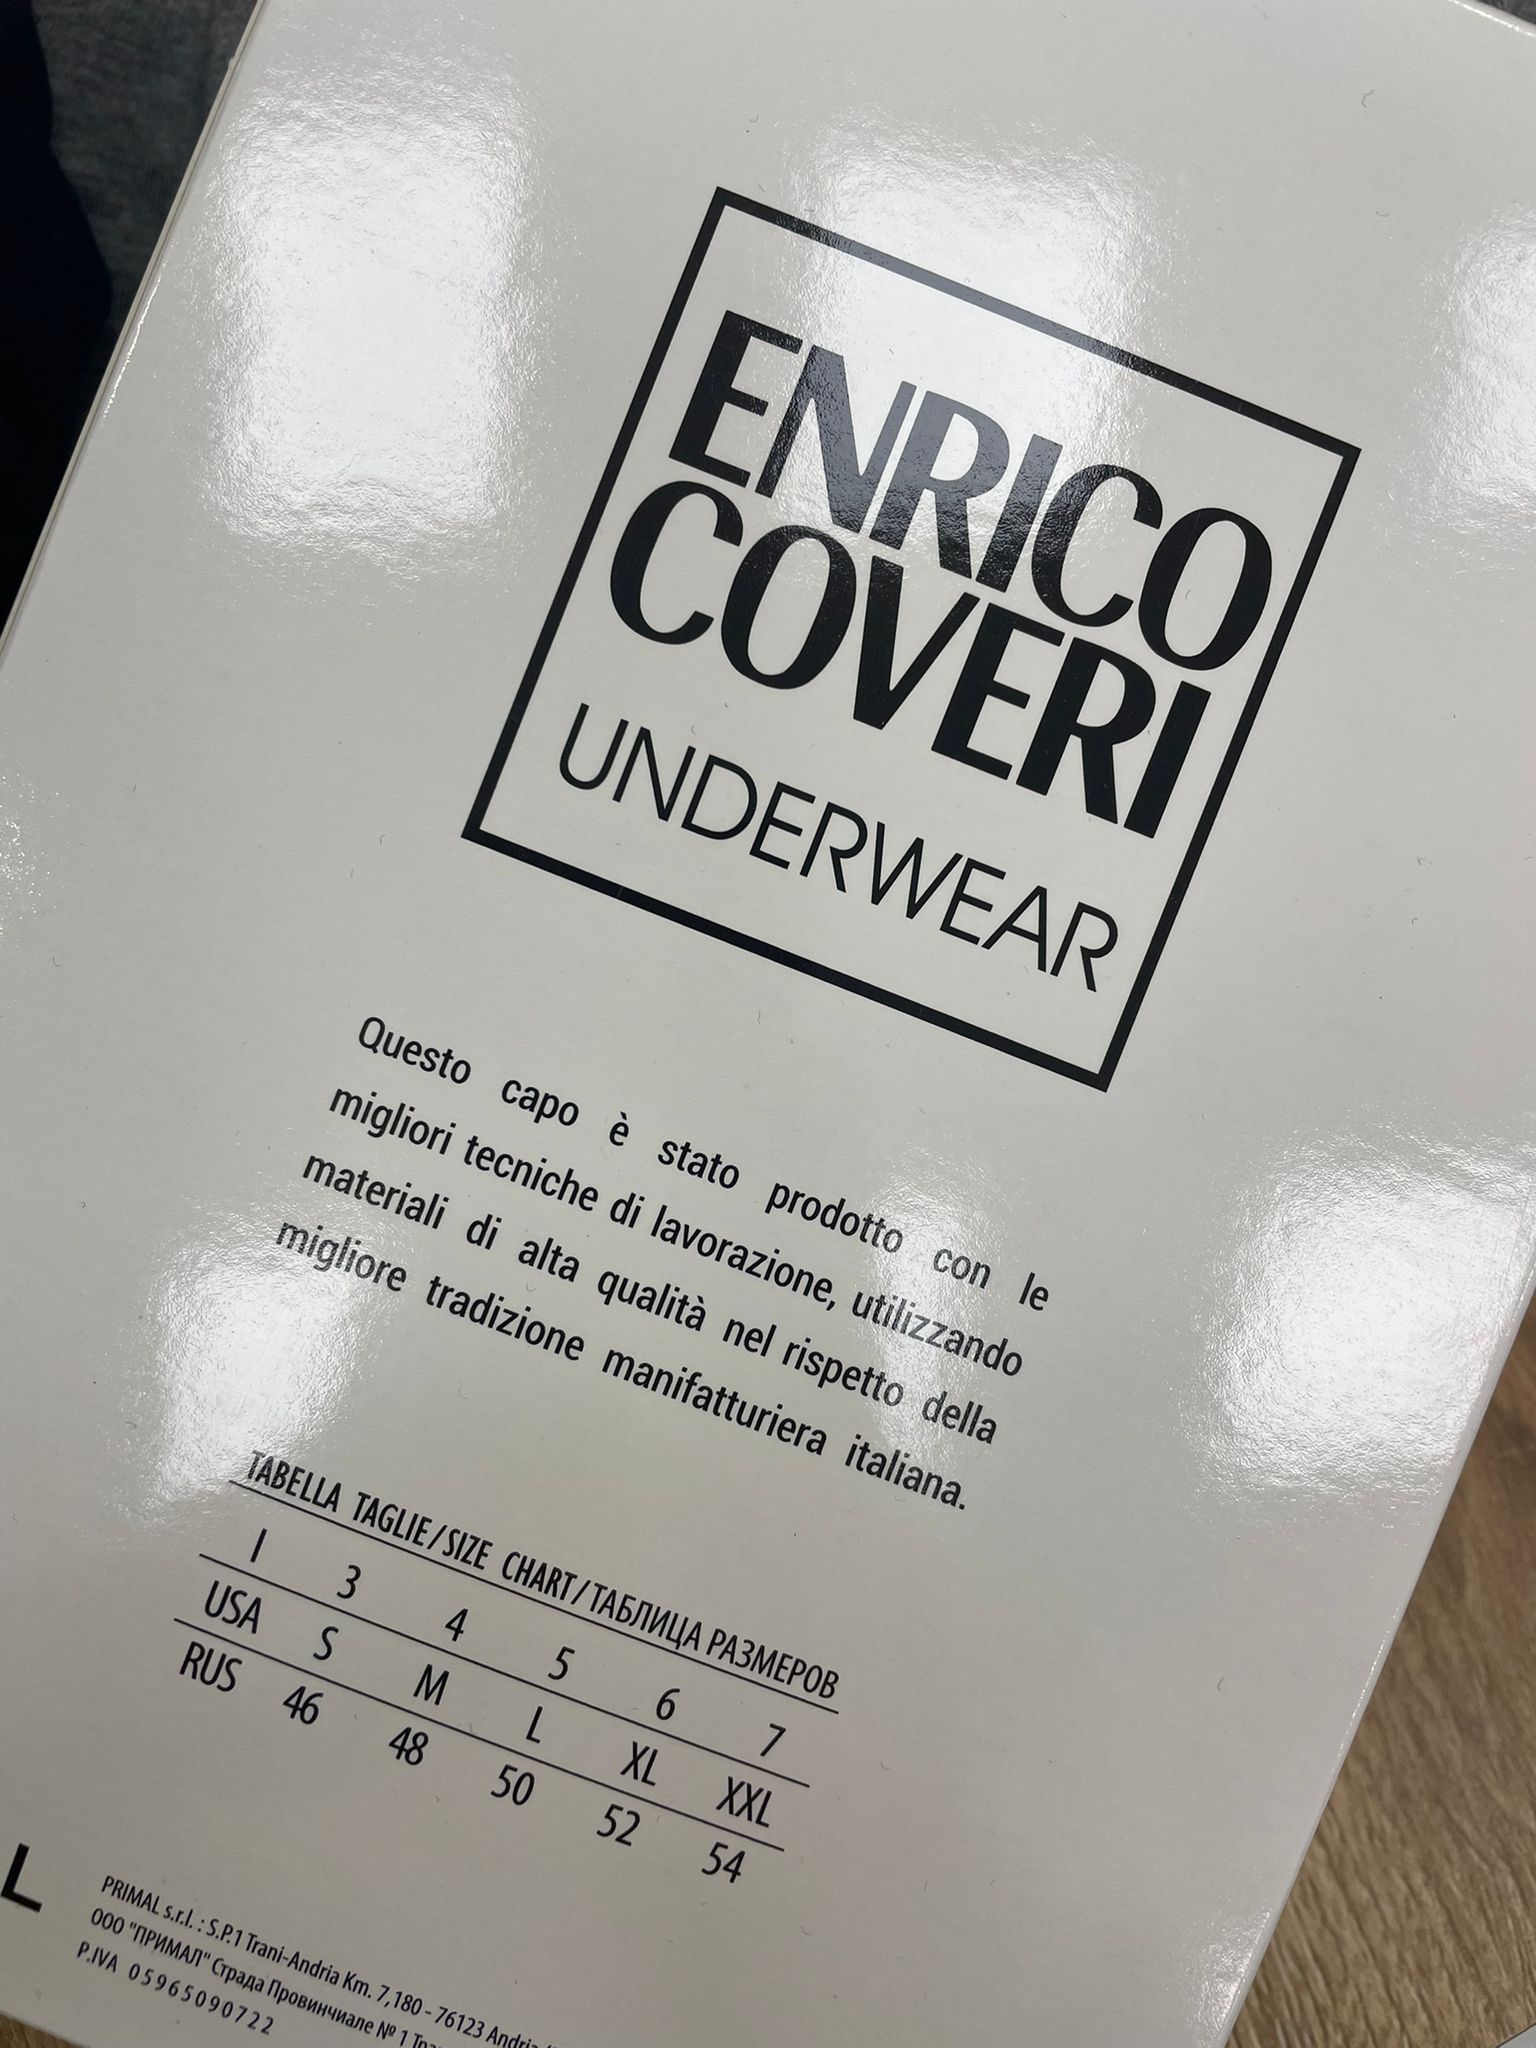 ENRICO
COVERI
UNDERWEAR
Questo capo è stato prodotto con le
migliori tecniche di lavorazione, utilizzando
materiali di alta qualità nel rispetto della
migliore tradizione manifatturiera italiana.
TABELLA TAGLIE/SIZE CHART/ТАБЛИЦА РАЗМЕРОВ
I 3 4 5 6 7
USA S M L XL XXL
RUS 46 48 50 52 54
L
PRIMAL s.r.l. : S.P.1 Trani-Andria Km. 7,180 - 76123 Andria
ООО "ПРИМАЛ" Страда Провинчиале № 1
P.IVA 05965090722